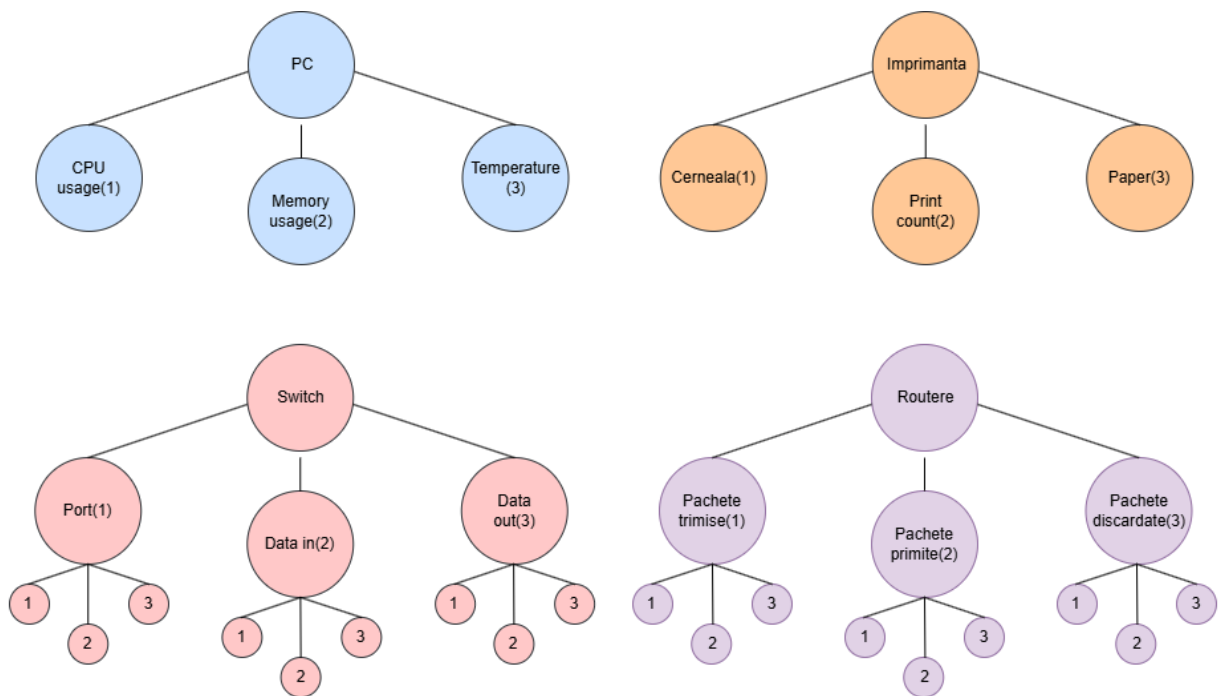 PC
CPU
usage(1)
Memory
usage(2)
Temperature
(3)
Imprimanta
Cerneala(1)
Print
count(2)
Paper(3)
Switch
Port(1)
1
2
3
Data in(2)
1
2
3
Data
out(3)
1
2
3
Routere
Pachete
trimise(1)
1
2
3
Pachete
primite(2)
1
2
3
Pachete
discardate(3)
1
2
3